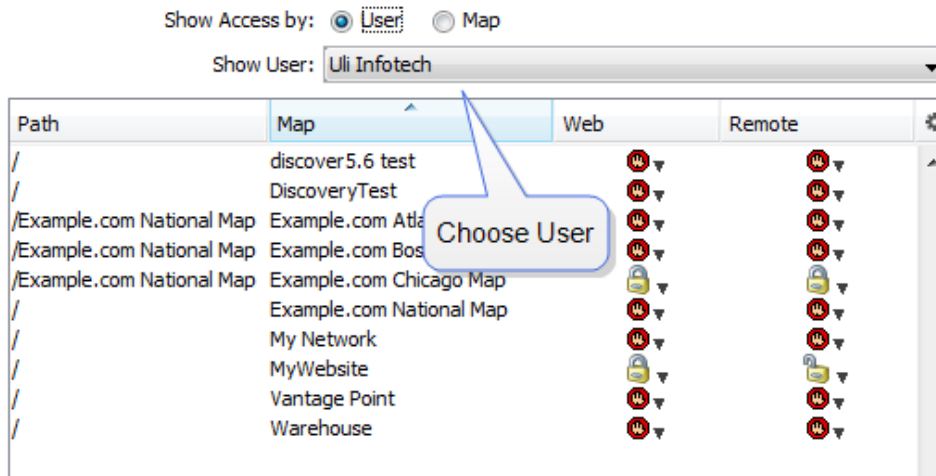 Show Access by: User Map
Show User: Uli Infotech
Path Map Web Remote
/ discover5.6 test
/ DiscoveryTest
/Example.com National Map Example.com Atla
/Example.com National Map Example.com Bos
Choose User
/Example.com National Map Example.com Chicago Map
/ Example.com National Map
/ My Network
/ MyWebsite
/ Vantage Point
/ Warehouse